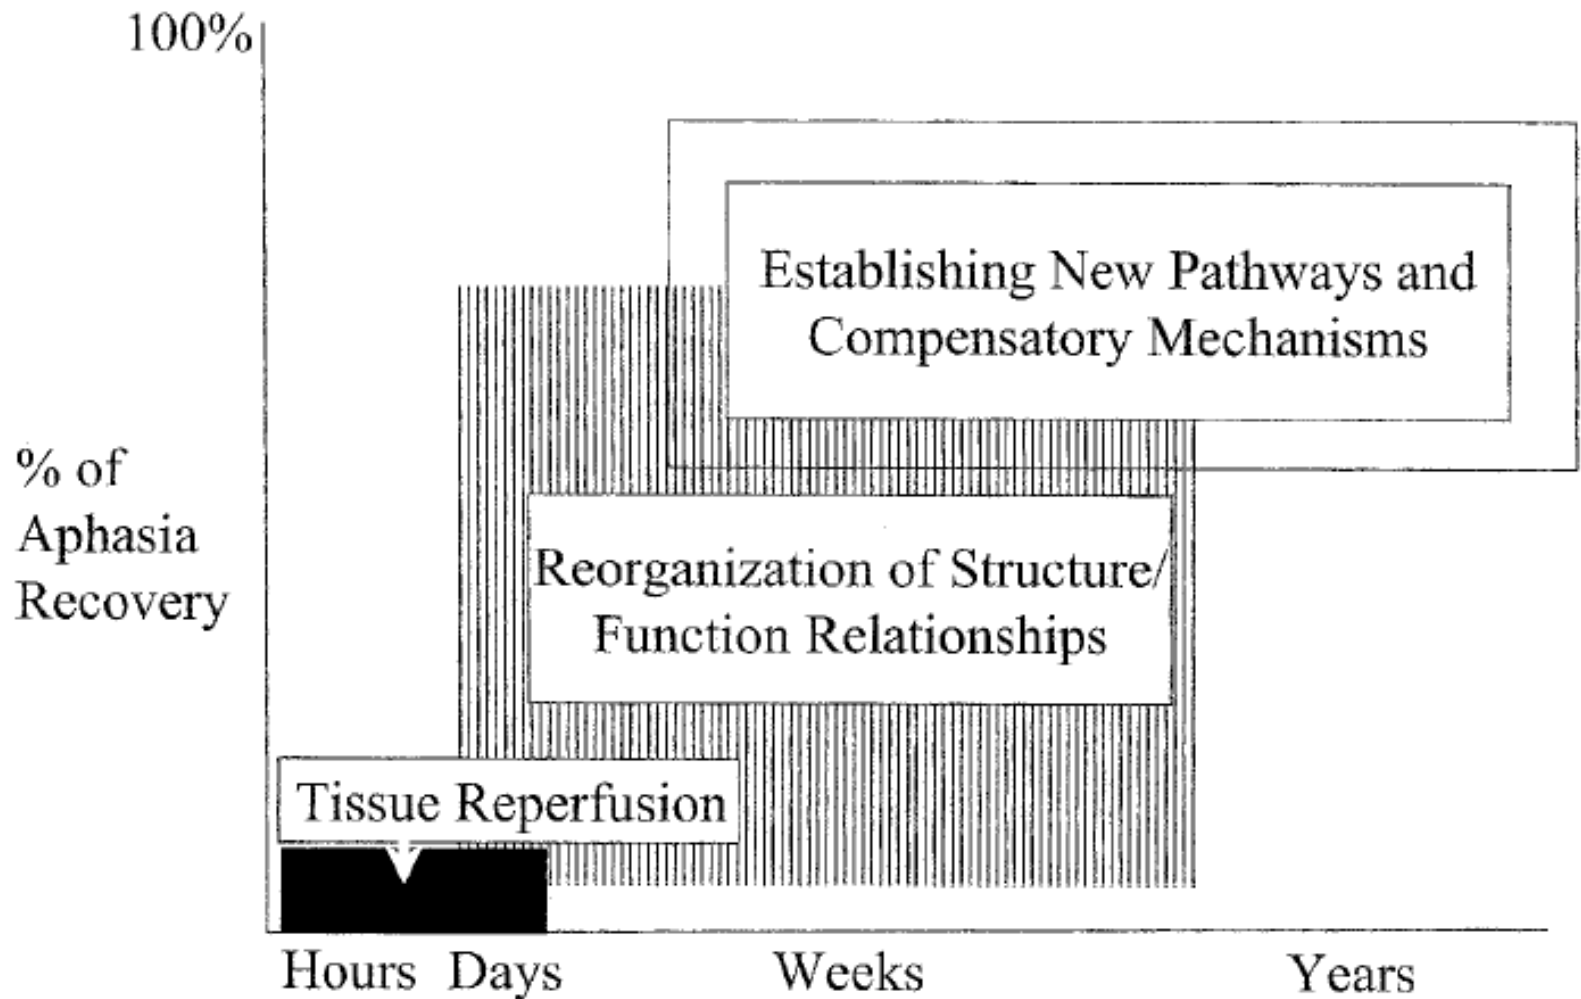 100%
Establishing New Pathways and
Compensatory Mechanisms
% of
Aphasia
Recovery
Reorganization of Structure/
Function Relationships
Tissue Reperfusion
Hours Days Weeks Years